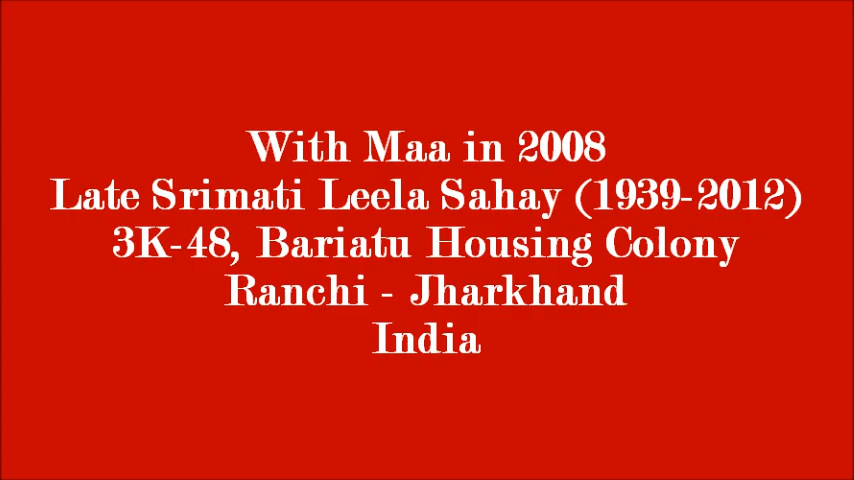 With Maa in 2008
Late Srimati Leela Sahay (1939-2012)
3K-48, Bariatu Housing Colony
Ranchi - Jharkhand
India